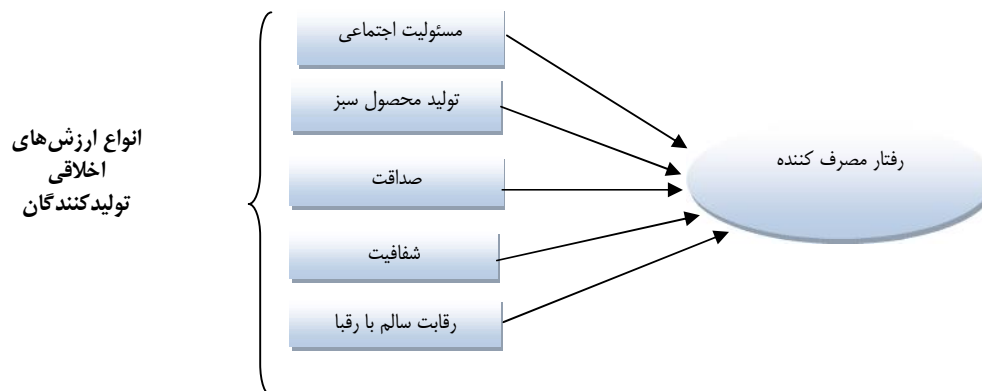 مسئولیت اجتماعی
تولید محصول سبز
انواع ارزش‌های
اخلاقی
تولیدکنندگان
رفتار مصرف کننده
صداقت
شفافیت
رقابت سالم با رقبا